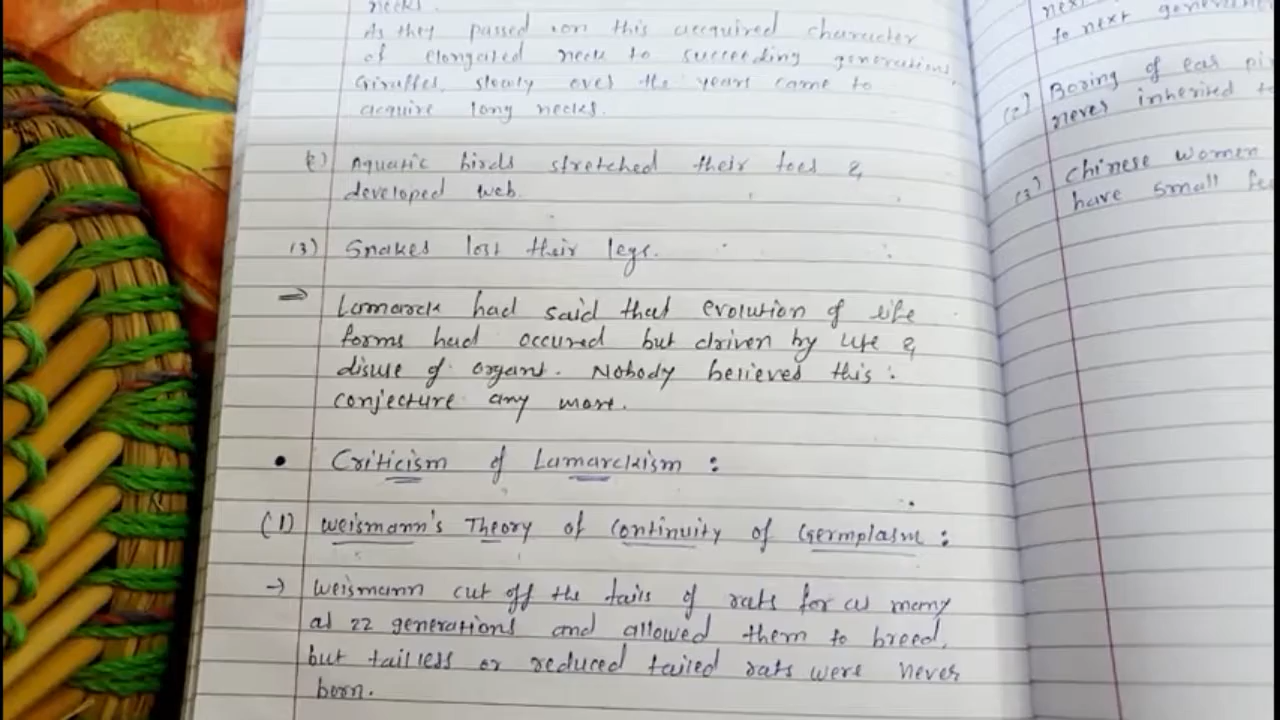 necks.
As they passed on this acquired character
of elongated neck to succeeding generations,
Giraffes, slowly over the years came to
acquire long necks.
(2) Aquatic birds stretched their toes &
developed web.
(3) Snakes lost their legs.
⇒ Lamarck had said that evolution of life
forms had occured but driven by use &
disuse of organs. Nobody believes this
conjecture any more.
• Criticism of Lamarckism :
(1) Weismann's Theory of Continuity of Germplasm :
→ Weismann cut off the tails of rats for as many
as 22 generations and allowed them to breed,
but tailless or reduced tailed rats were never
born.
next
to next
(2) Boring of ear
never inherited
(3) Chinese women
have small